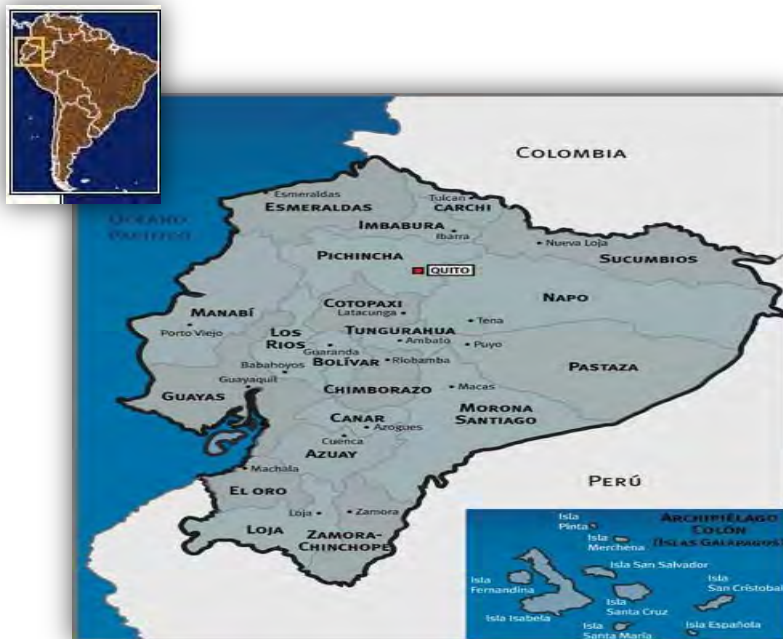 COLOMBIA
OCÉANO
PACÍFICO
Esmeraldas
ESMERALDAS
Tulcan
CARCHI
IMBABURA
Ibarra
Nueva Loja
SUCUMBIOS
PICHINCHA
QUITO
NAPO
COTOPAXI
Latacunga
MANABÍ
Porto Viejo
LOS
RIOS
TUNGURAHUA
Tena
Ambato
Puyo
Guaranda
BOLÍVAR
Riobamba
PASTAZA
Babahoyos
Guayaquil
GUAYAS
CHIMBORAZO
Macas
MORONA
SANTIAGO
CANAR
Azogues
Cuenca
AZUAY
Machala
PERÚ
EL ORO
Loja
Zamora
LOJA
ZAMORA-
CHINCHOPE
ARCHIPIÉLAGO
COLÓN
(ISLAS GALÁPAGOS)
Isla
Pinta
Isla
Merchena
Isla San Salvador
Isla
Fernandina
Isla
San Cristobal
Isla
Santa Cruz
Isla Isabela
Isla
Santa María
Isla Española